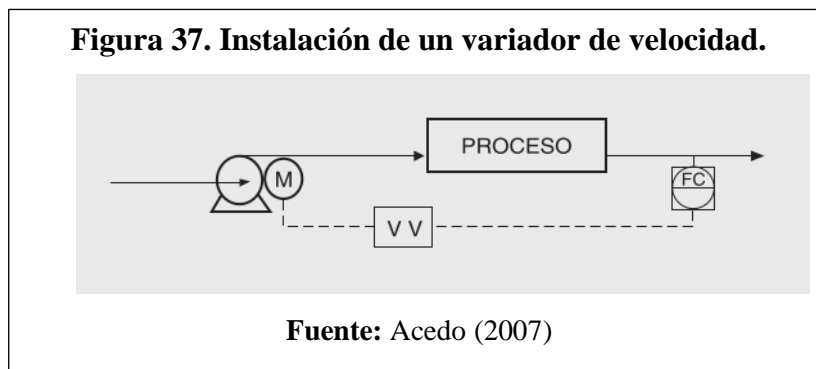 Figura 37. Instalación de un variador de velocidad.
PROCESO
M
FC
V V
Fuente: Acedo (2007)